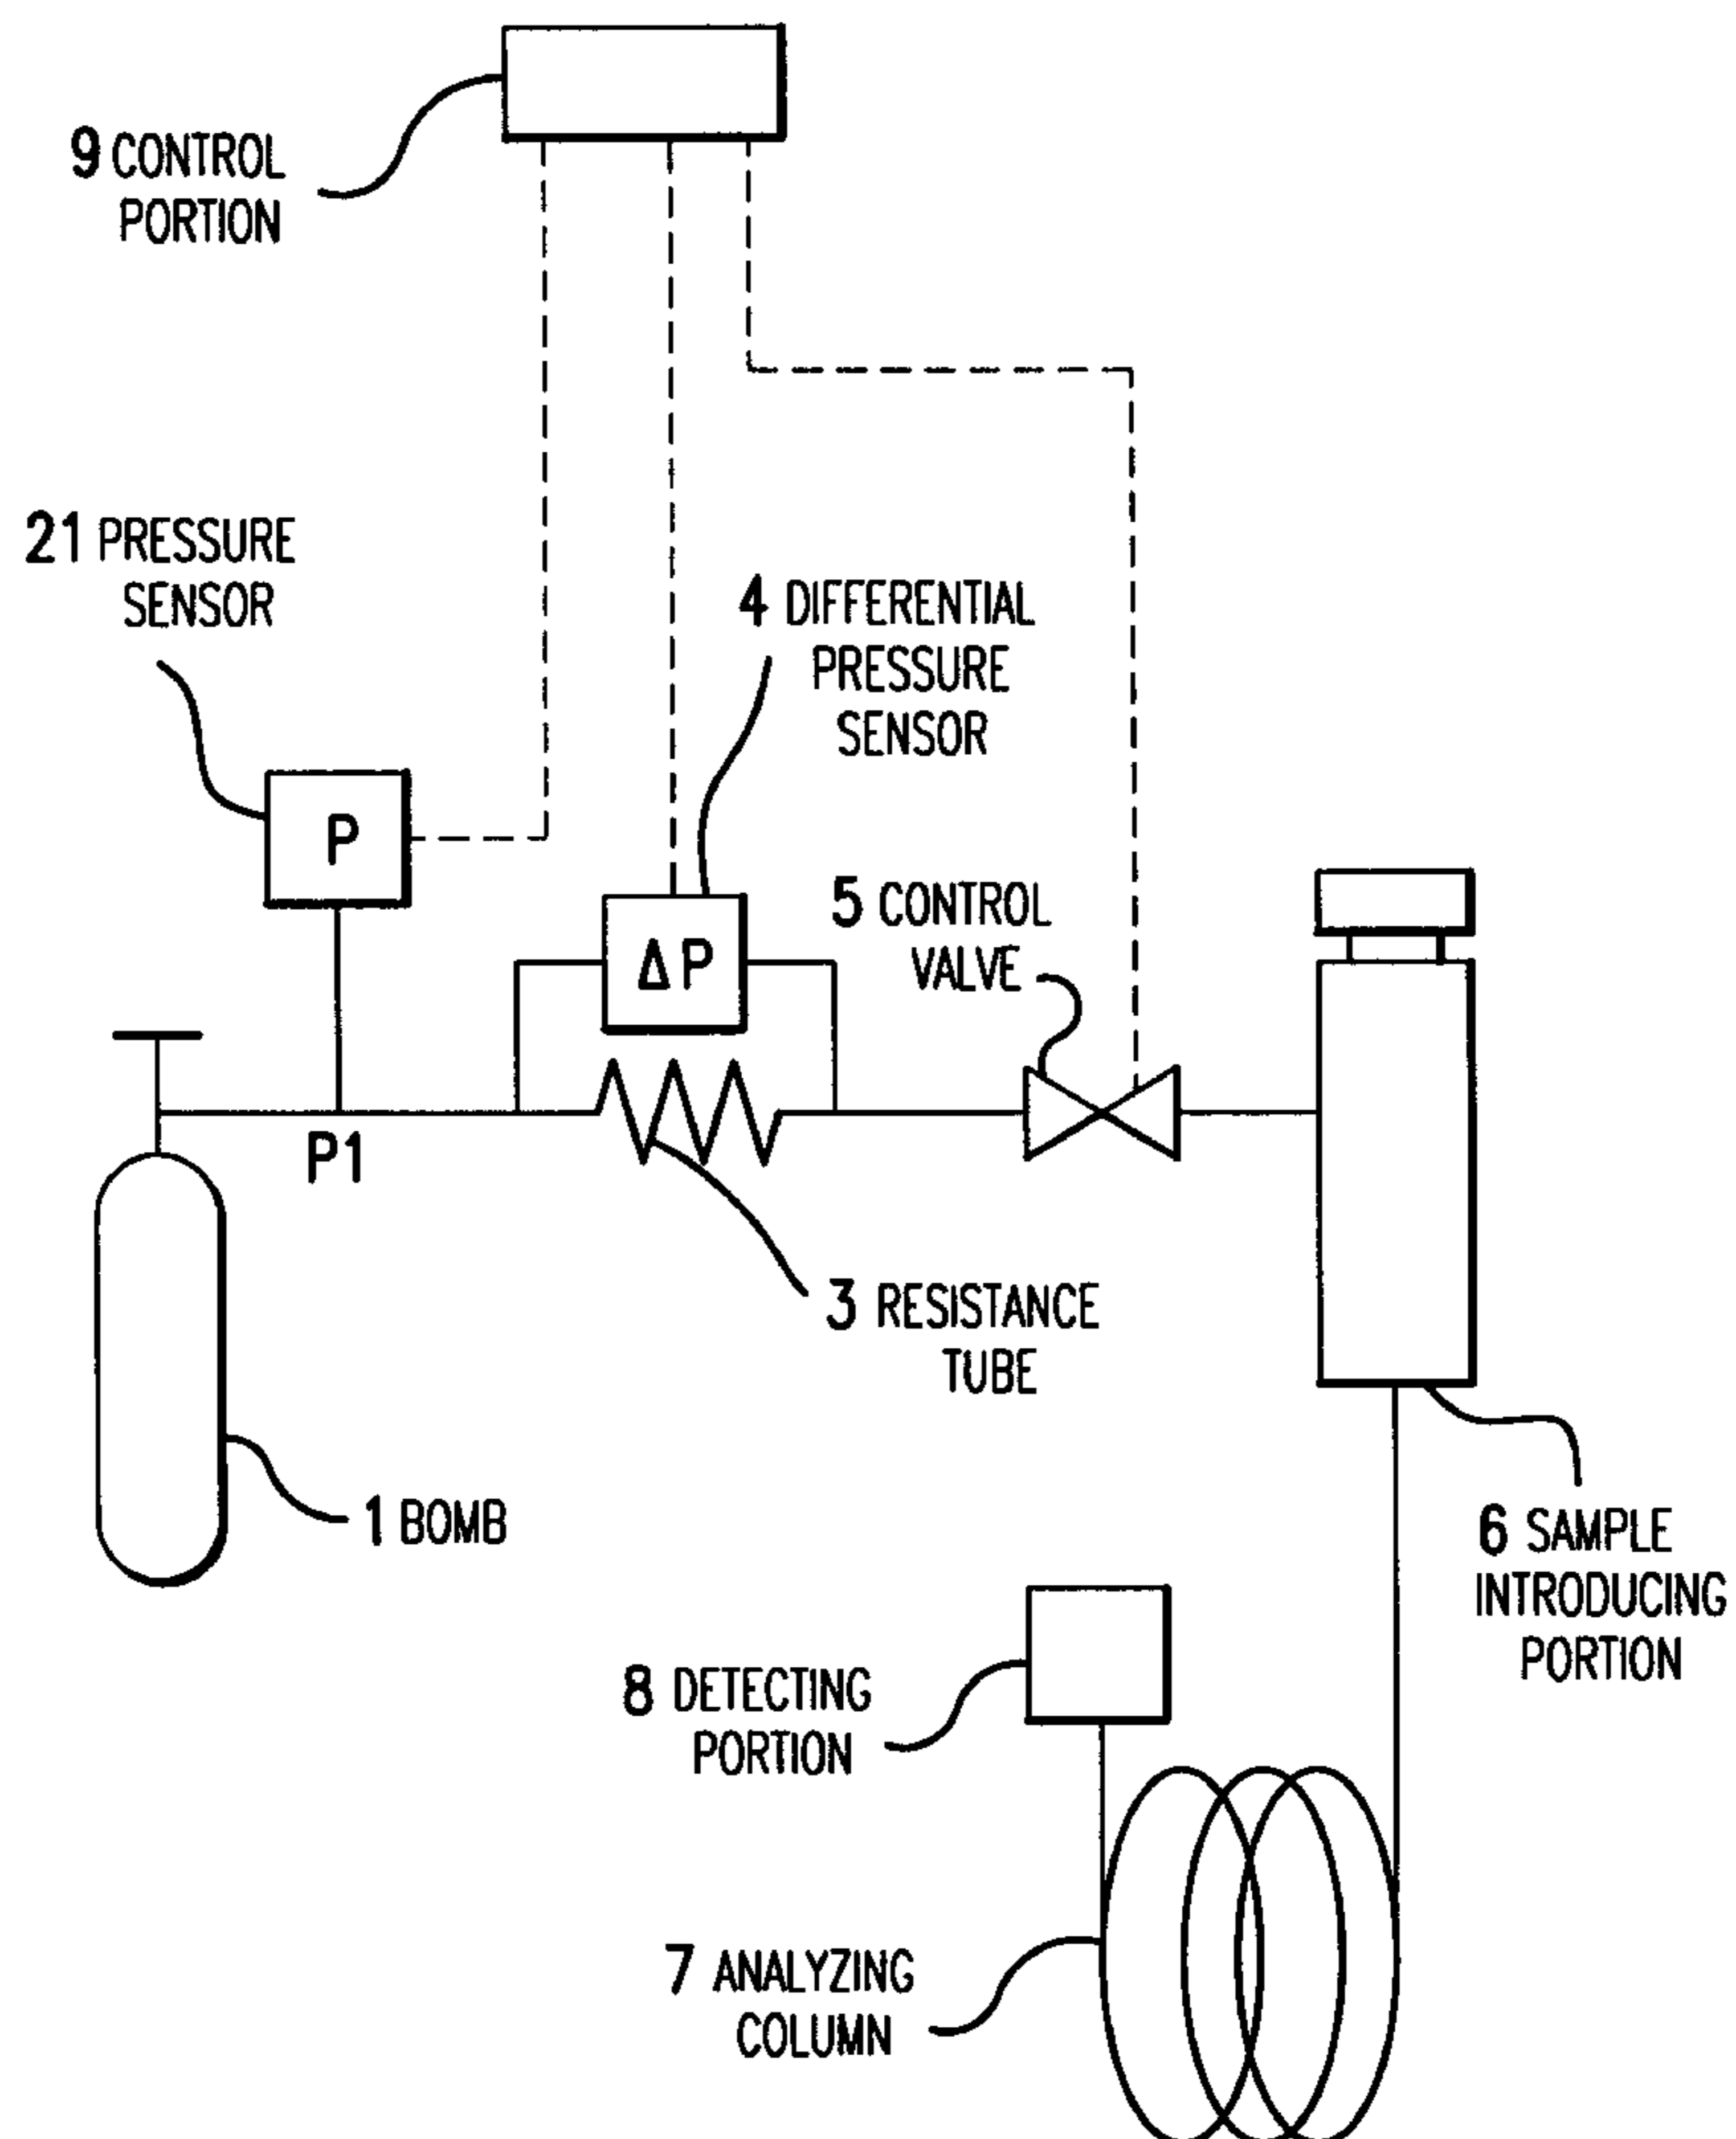 9 CONTROL
PORTION
21 PRESSURE
SENSOR
4 DIFFERENTIAL
PRESSURE
SENSOR
P
5 CONTROL
VALVE
Δ P
P1
3 RESISTANCE
TUBE
1 BOMB
6 SAMPLE
INTRODUCING
PORTION
8 DETECTING
PORTION
7 ANALYZING
COLUMN